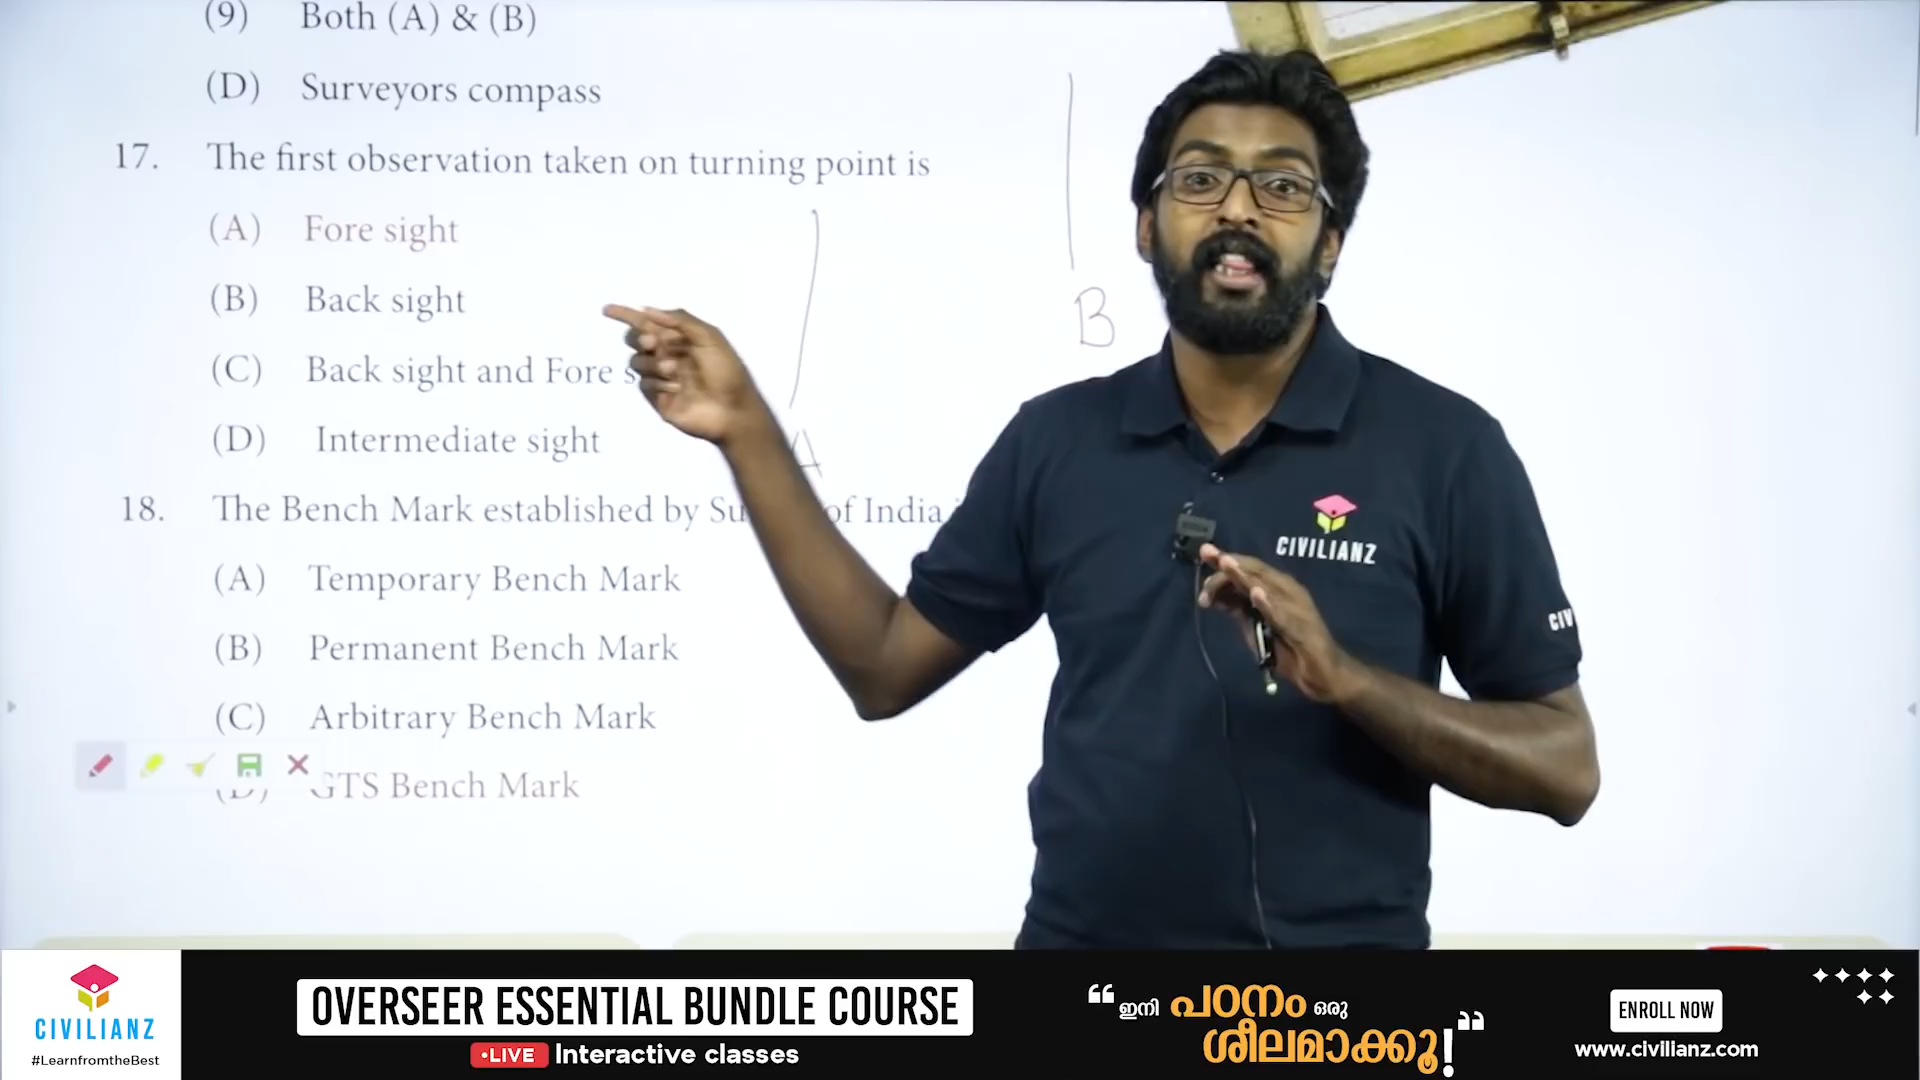 (9) Both (A) & (B)
(D) Surveyors compass
17. The first observation taken on turning point is
(A) Fore sight
(B) Back sight
(C) Back sight and Fore s
(D) Intermediate sight
18. The Bench Mark established by Su of India
(A) Temporary Bench Mark
(B) Permanent Bench Mark
(C) Arbitrary Bench Mark
GTS Bench Mark
B
A
CIVILIANZ
CIV
CIVILIANZ
#LearnfromtheBest
OVERSEER ESSENTIAL BUNDLE COURSE
•LIVE Interactive classes
“ഇനി പഠനം ഒരു
ശീലമാക്കൂ!”
ENROLL NOW
www.civilianz.com